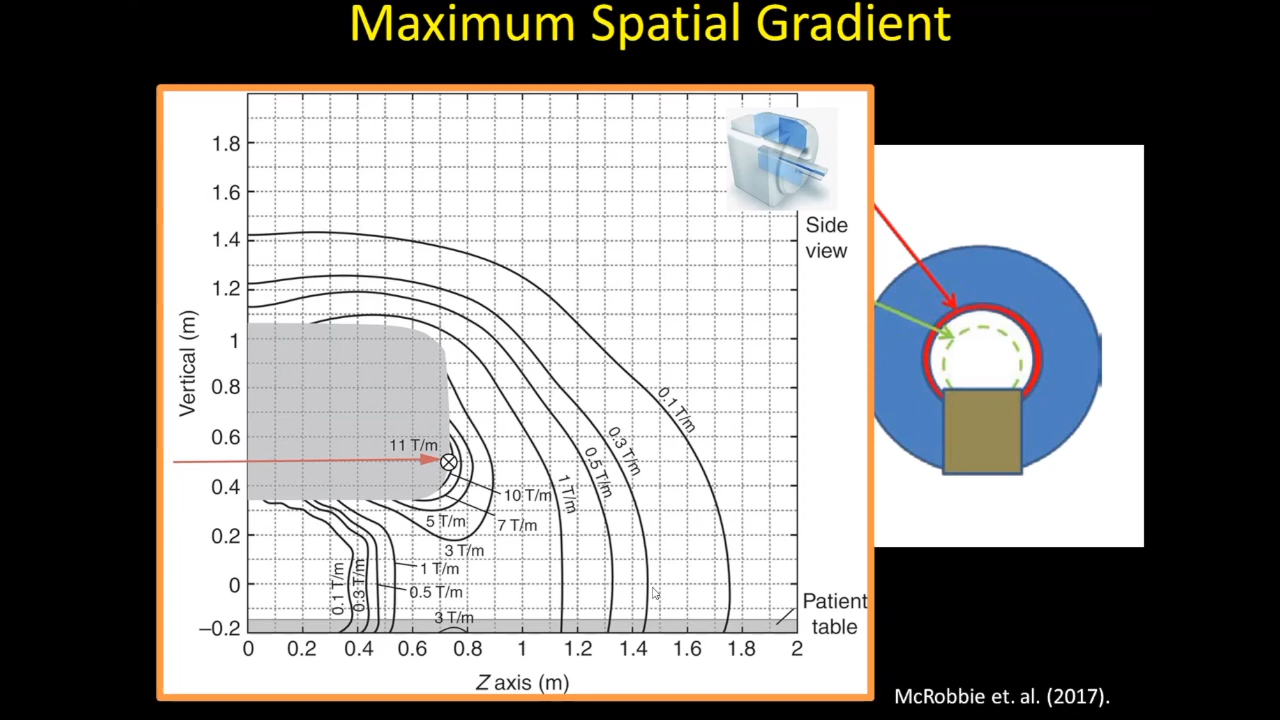 Maximum Spatial Gradient
1.8
1.6
1.4
1.2
1
0.8
0.6
0.4
0.2
0
–0.2
Vertical (m)
Side
view
11 T/m
10 T/m
7 T/m
5 T/m
3 T/m
1 T/m
0.5 T/m
3 T/m
0.1 T/m
0.3 T/m
1 T/m
0.5 T/m
0.3 T/m
0.1 T/m
Patient
table
0 0.2 0.4 0.6 0.8 1 1.2 1.4 1.6 1.8 2
Z axis (m)
McRobbie et. al. (2017).